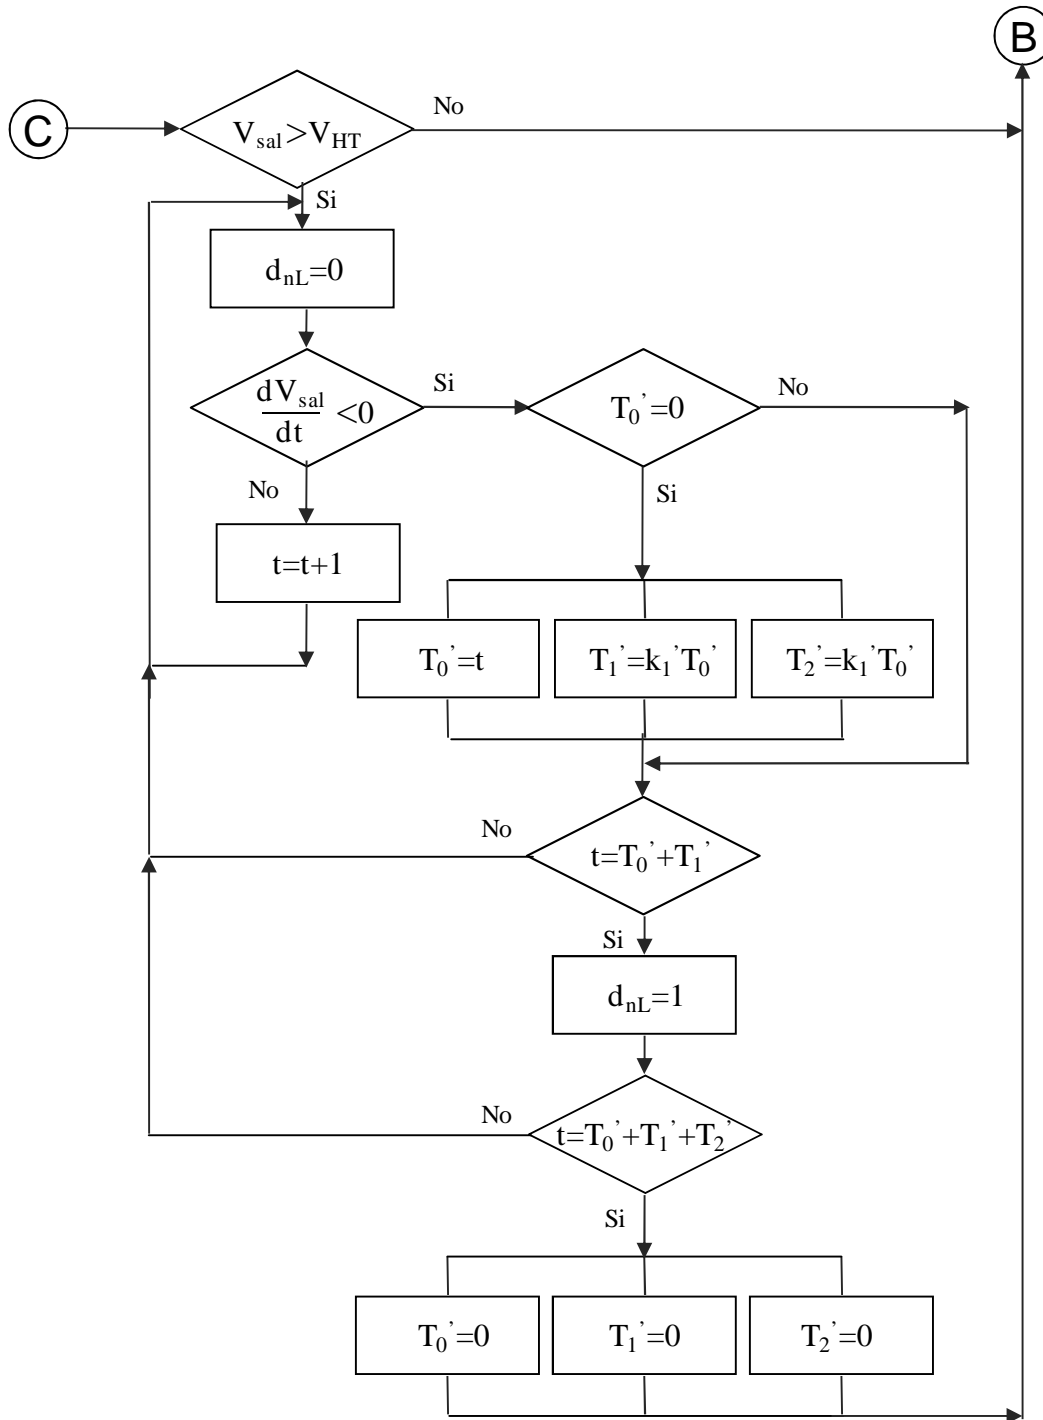 B
C
V_sal>V_HT
No
Si
d_nL=0
dV_sal
dt
<0
Si
T_0'=0
No
No
Si
t=t+1
T_0'=t
T_1'=k_1'T_0'
T_2'=k_1'T_0'
No
t=T_0'+T_1'
Si
d_nL=1
No
t=T_0'+T_1'+T_2'
Si
T_0'=0
T_1'=0
T_2'=0